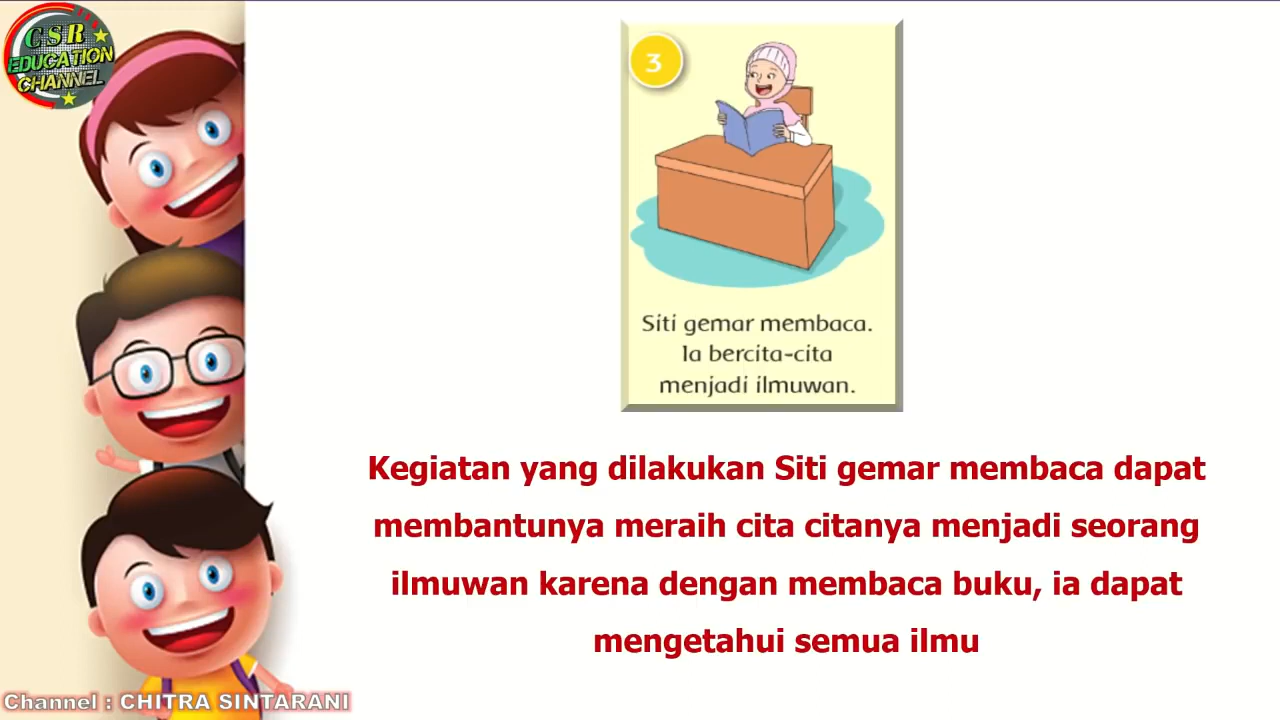 CSR
EDUCATION
CHANNEL
3
Siti gemar membaca.
Ia bercita-cita
menjadi ilmuwan.
Kegiatan yang dilakukan Siti gemar membaca dapat
membantunya meraih cita citanya menjadi seorang
ilmuwan karena dengan membaca buku, ia dapat
mengetahui semua ilmu
Channel : CHITRA SINTARANI